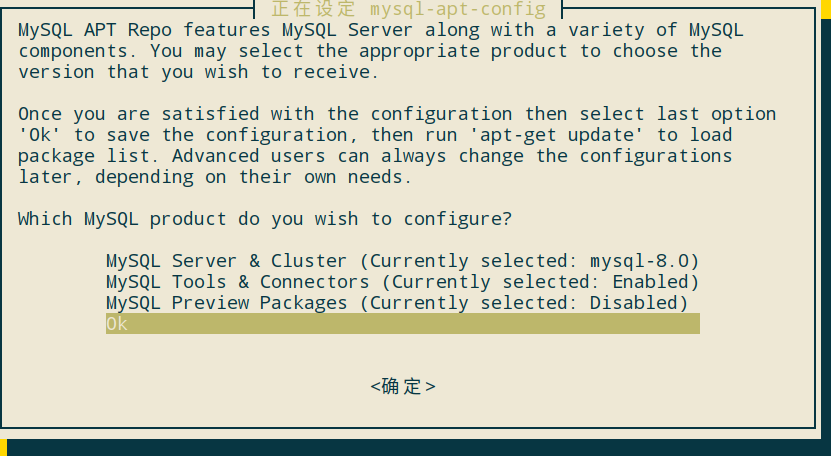 正在设定 mysql-apt-config
MySQL APT Repo features MySQL Server along with a variety of MySQL
components. You may select the appropriate product to choose the
version that you wish to receive.
Once you are satisfied with the configuration then select last option
'Ok' to save the configuration, then run 'apt-get update' to load
package list. Advanced users can always change the configurations
later, depending on their own needs.
Which MySQL product do you wish to configure?
MySQL Server & Cluster (Currently selected: mysql-8.0)
MySQL Tools & Connectors (Currently selected: Enabled)
MySQL Preview Packages (Currently selected: Disabled)
Ok
<确定>